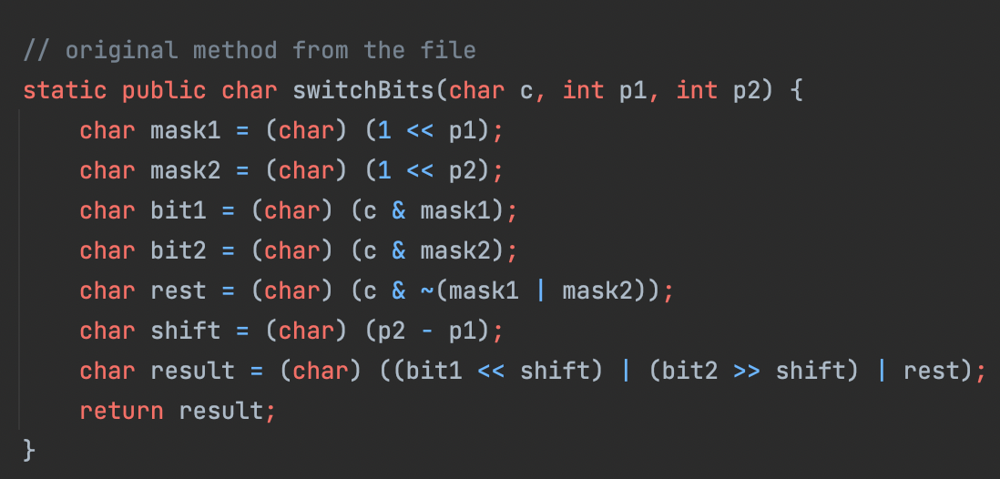 // original method from the file
static public char switchBits(char c, int p1, int p2) {
    char mask1 = (char) (1 << p1);
    char mask2 = (char) (1 << p2);
    char bit1 = (char) (c & mask1);
    char bit2 = (char) (c & mask2);
    char rest = (char) (c & ~(mask1 | mask2));
    char shift = (char) (p2 - p1);
    char result = (char) ((bit1 << shift) | (bit2 >> shift) | rest);
    return result;
}